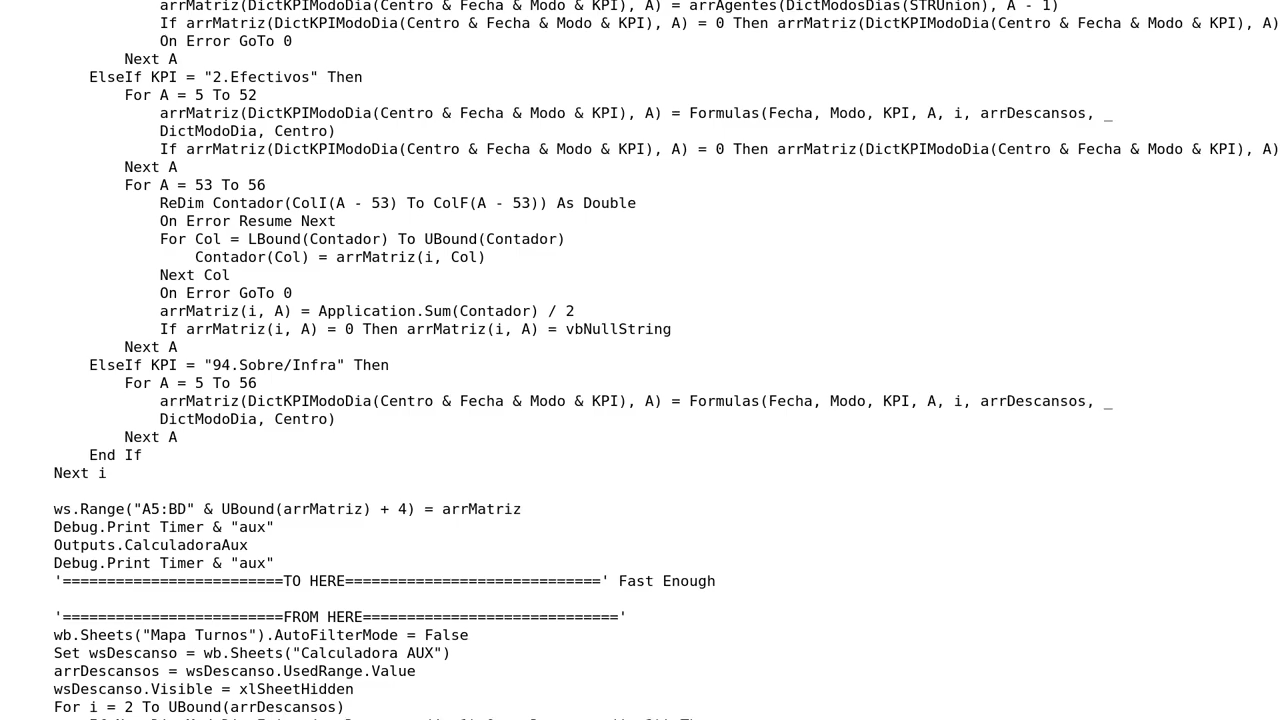 arrMatriz(DictKPIModoDia(Centro & Fecha & Modo & KPI), A) = arrAgentes(DictModosDias(STRUnion), A - 1)
If arrMatriz(DictKPIModoDia(Centro & Fecha & Modo & KPI), A) = 0 Then arrMatriz(DictKPIModoDia(Centro & Fecha & Modo & KPI), A)
On Error GoTo 0
Next A
ElseIf KPI = "2.Efectivos" Then
For A = 5 To 52
arrMatriz(DictKPIModoDia(Centro & Fecha & Modo & KPI), A) = Formulas(Fecha, Modo, KPI, A, i, arrDescansos, _
DictModoDia, Centro)
If arrMatriz(DictKPIModoDia(Centro & Fecha & Modo & KPI), A) = 0 Then arrMatriz(DictKPIModoDia(Centro & Fecha & Modo & KPI), A)
Next A
For A = 53 To 56
ReDim Contador(ColI(A - 53) To ColF(A - 53)) As Double
On Error Resume Next
For Col = LBound(Contador) To UBound(Contador)
Contador(Col) = arrMatriz(i, Col)
Next Col
On Error GoTo 0
arrMatriz(i, A) = Application.Sum(Contador) / 2
If arrMatriz(i, A) = 0 Then arrMatriz(i, A) = vbNullString
Next A
ElseIf KPI = "94.Sobre/Infra" Then
For A = 5 To 56
arrMatriz(DictKPIModoDia(Centro & Fecha & Modo & KPI), A) = Formulas(Fecha, Modo, KPI, A, i, arrDescansos, _
DictModoDia, Centro)
Next A
End If
Next i
ws.Range("A5:BD" & UBound(arrMatriz) + 4) = arrMatriz
Debug.Print Timer & "aux"
Outputs.CalculadoraAux
Debug.Print Timer & "aux"
'=========================TO HERE=============================' Fast Enough
'=========================FROM HERE============================='
wb.Sheets("Mapa Turnos").AutoFilterMode = False
Set wsDescanso = wb.Sheets("Calculadora AUX")
arrDescansos = wsDescanso.UsedRange.Value
wsDescanso.Visible = xlSheetHidden
For i = 2 To UBound(arrDescansos)